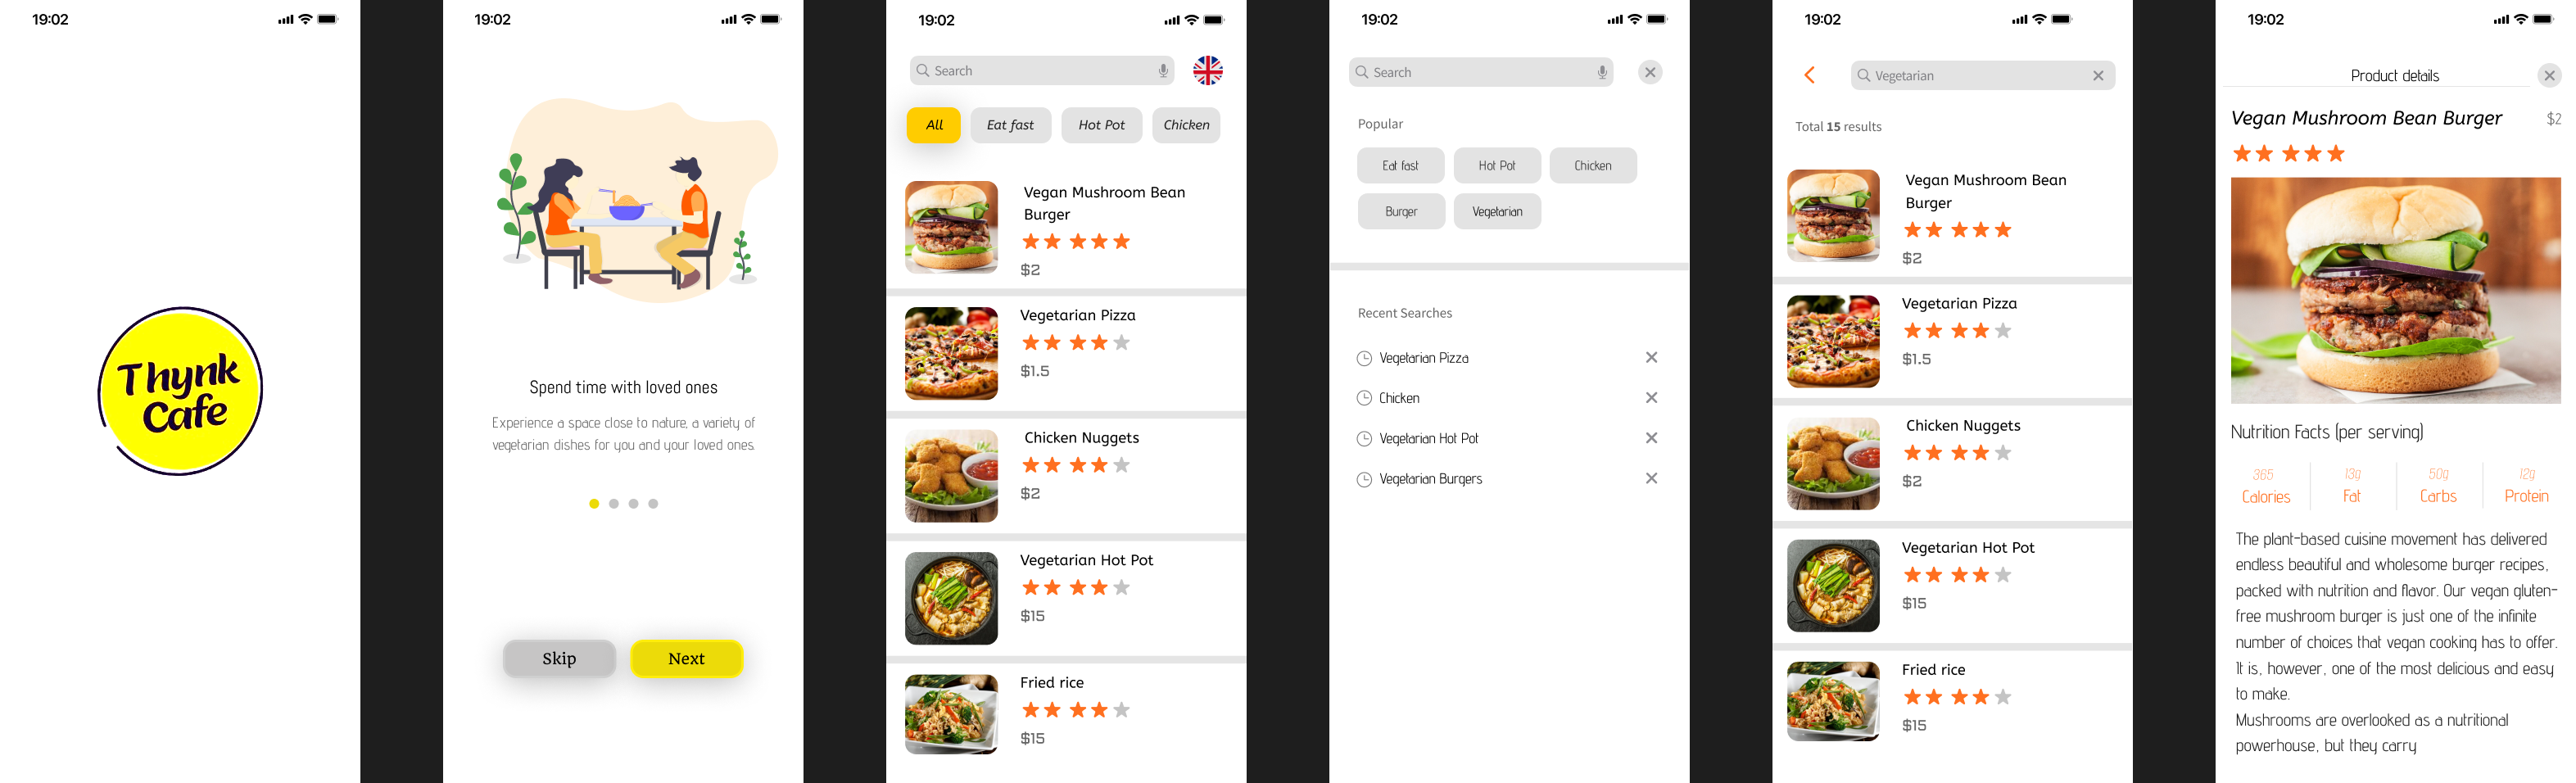 19:02
Thynk
Cafe
19:02
Spend time with loved ones
Experience a space close to nature, a variety of
vegetarian dishes for you and your loved ones.
Skip
Next
19:02
Search
All
Eat fast
Hot Pot
Chicken
Vegan Mushroom Bean
Burger
$2
Vegetarian Pizza
$1.5
Chicken Nuggets
$2
Vegetarian Hot Pot
$15
Fried rice
$15
19:02
Search
Popular
Eat fast
Hot Pot
Chicken
Burger
Vegetarian
Recent Searches
Vegetarian Pizza
Chicken
Vegetarian Hot Pot
Vegetarian Burgers
19:02
Vegetarian
Total 15 results
Vegan Mushroom Bean
Burger
$2
Vegetarian Pizza
$1.5
Chicken Nuggets
$2
Vegetarian Hot Pot
$15
Fried rice
$15
19:02
Product details
Vegan Mushroom Bean Burger
$2
Nutrition Facts (per serving)
365
Calories
13g
Fat
50g
Carbs
12g
Protein
The plant-based cuisine movement has delivered
endless beautiful and wholesome burger recipes,
packed with nutrition and flavor. Our vegan gluten-
free mushroom burger is just one of the infinite
number of choices that vegan cooking has to offer.
It is, however, one of the most delicious and easy
to make.
Mushrooms are overlooked as a nutritional
powerhouse, but they carry